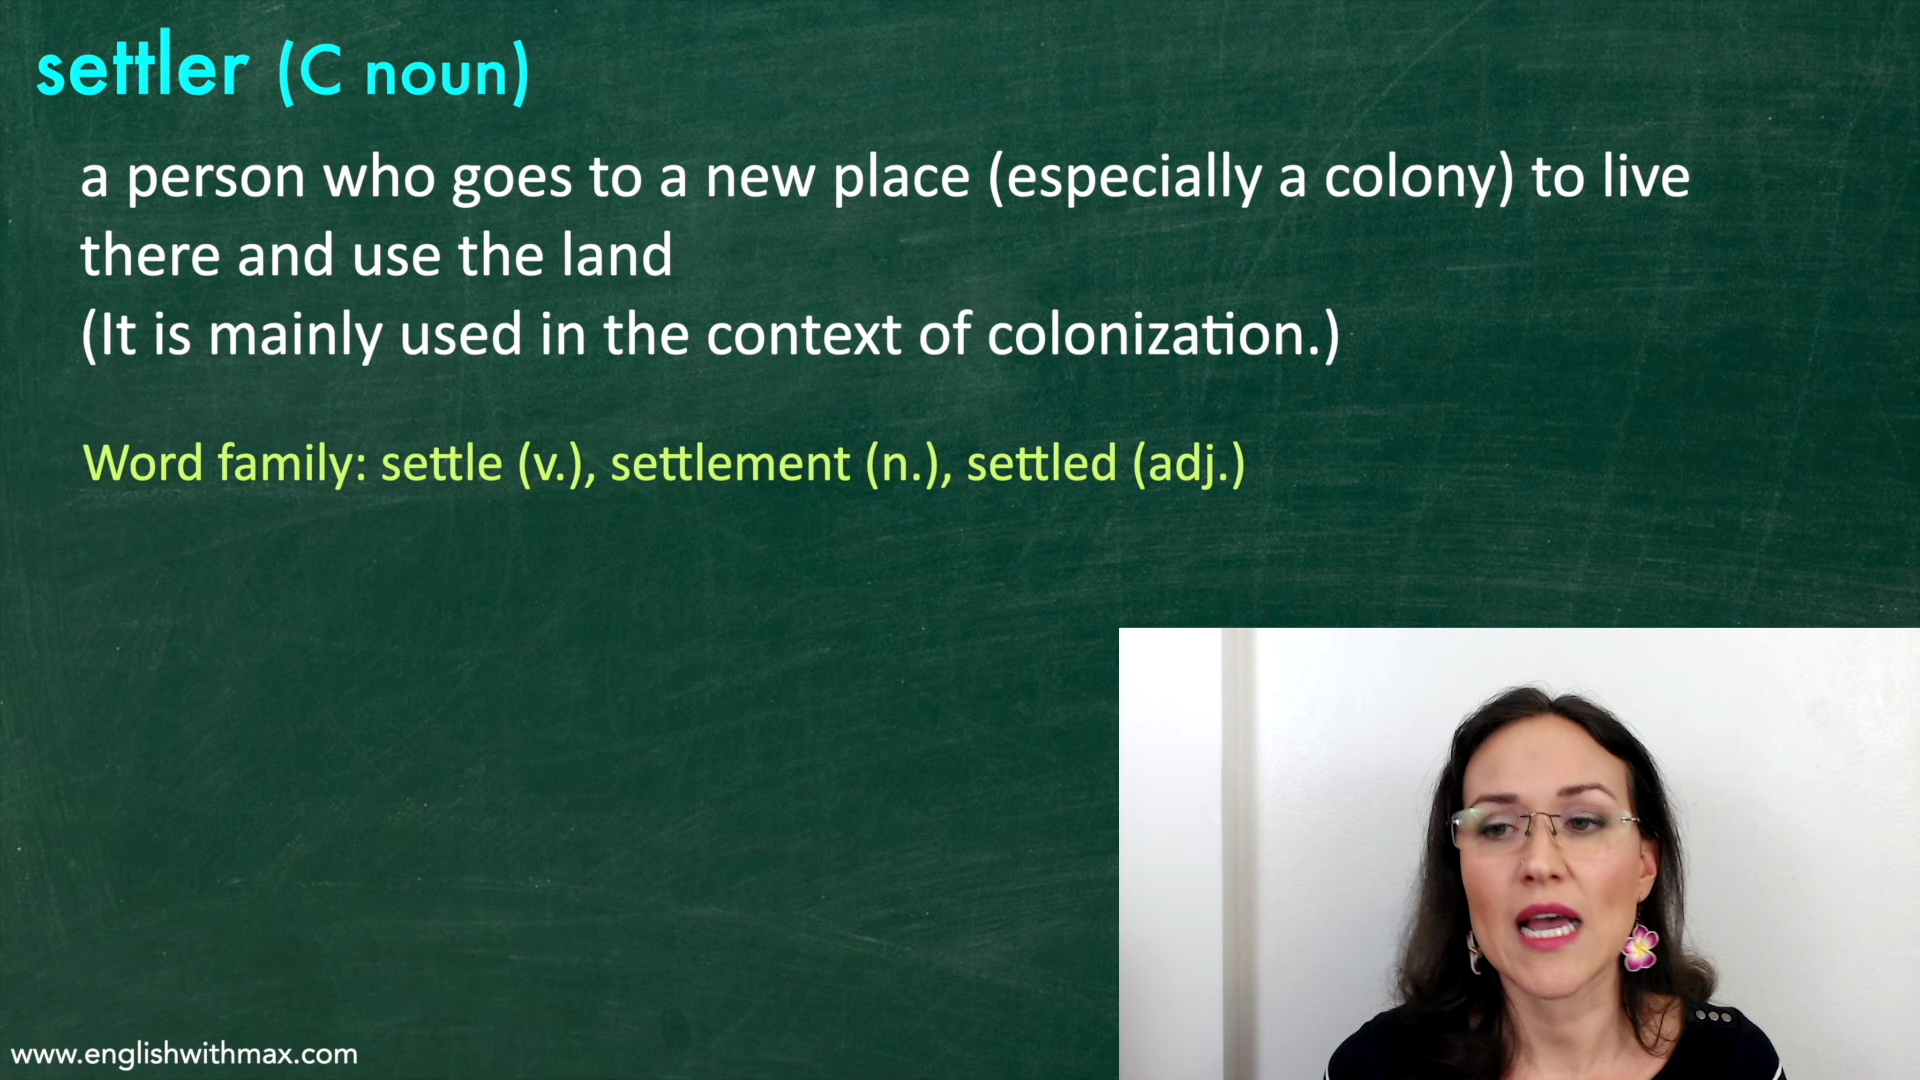 settler (C noun)
a person who goes to a new place (especially a colony) to live
there and use the land
(It is mainly used in the context of colonization.)
Word family: settle (v.), settlement (n.), settled (adj.)
www.englishwithmax.com